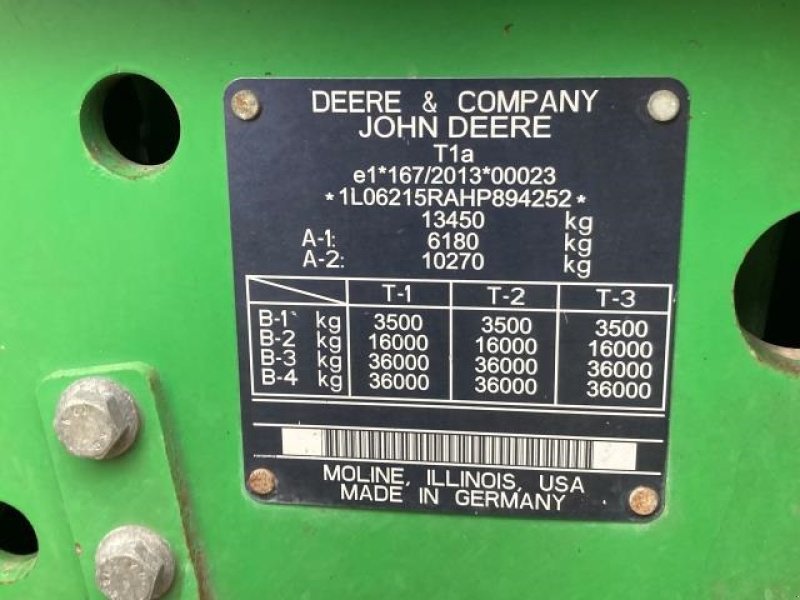 DEERE & COMPANY
JOHN DEERE
T1a
e1*167/2013*00023
*1L06215RAHP894252*
13450 kg
A-1: 6180 kg
A-2: 10270 kg
T-1 T-2 T-3
B-1 kg 3500 3500 3500
B-2 kg 16000 16000 16000
B-3 kg 36000 36000 36000
B-4 kg 36000 36000 36000
MOLINE, ILLINOIS, USA
MADE IN GERMANY